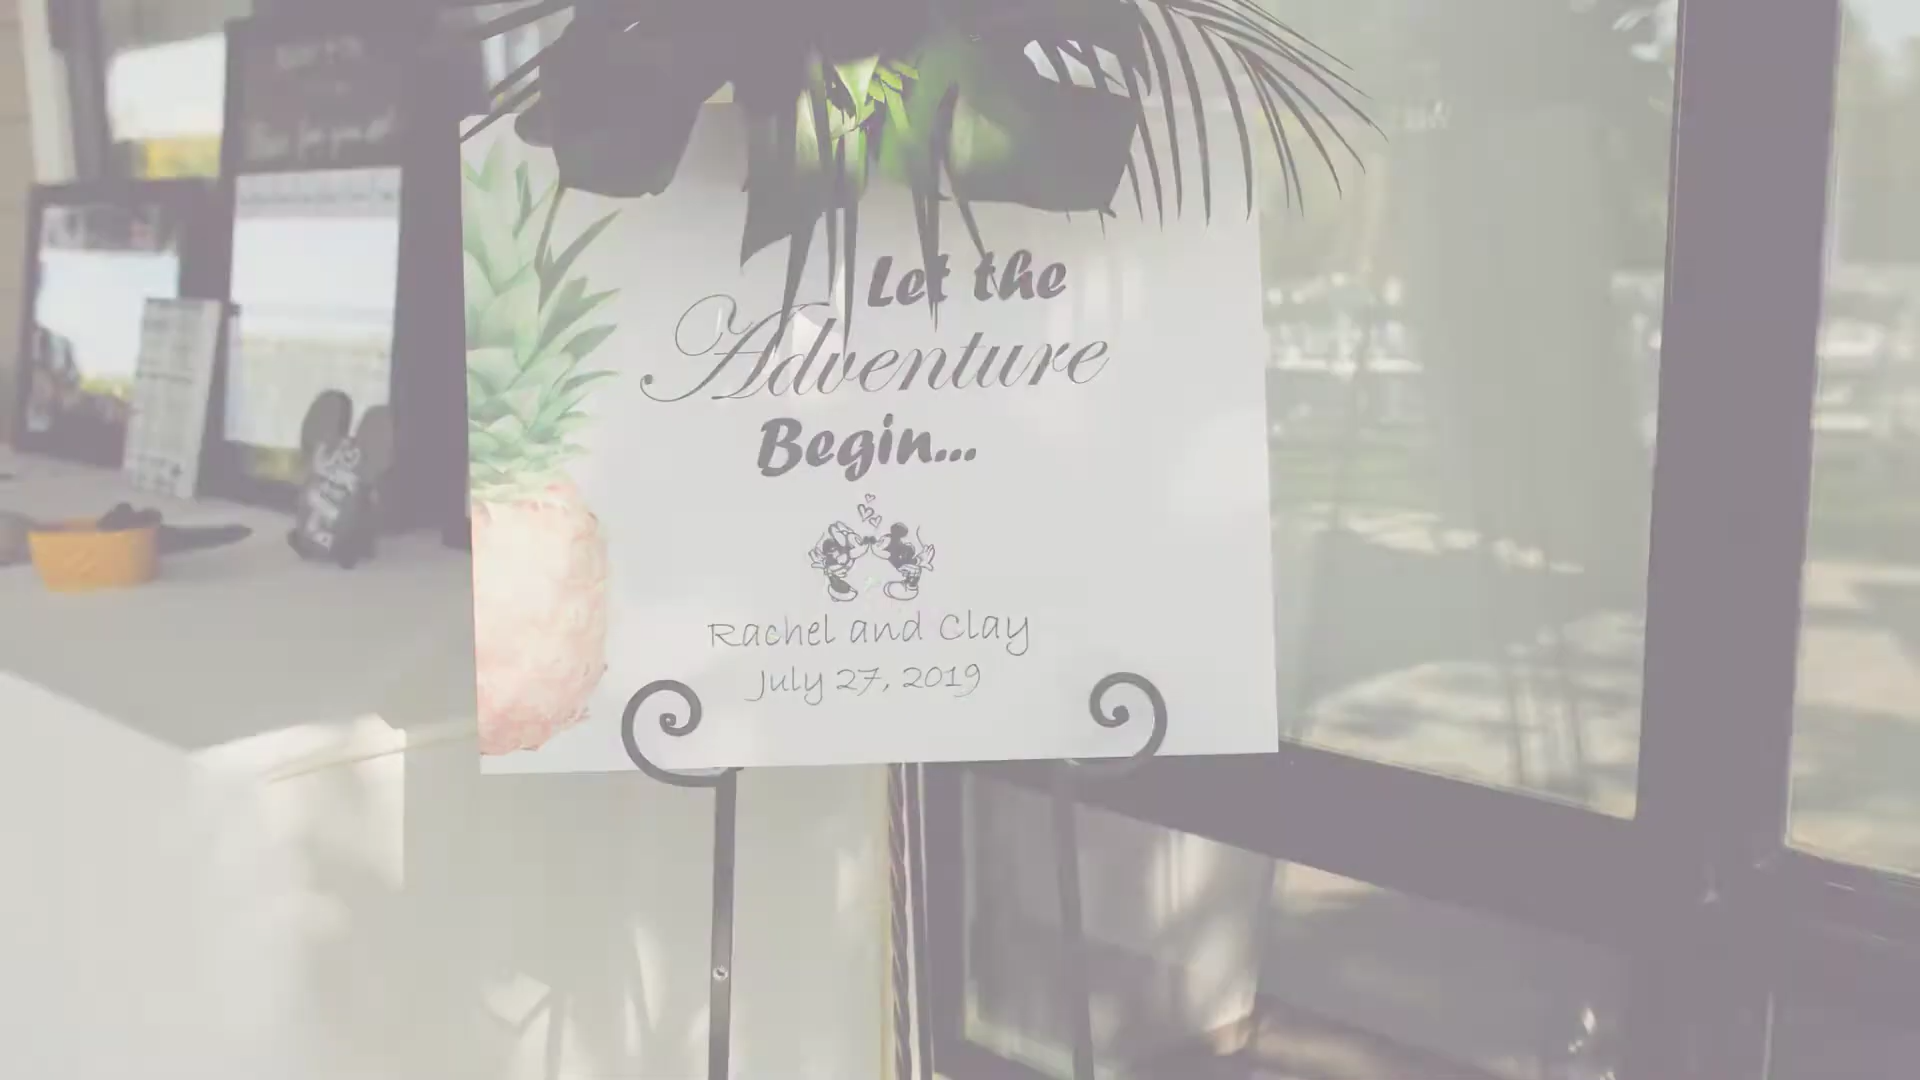 Let the
Adventure
Begin...
Rachel and Clay
July 27, 2019